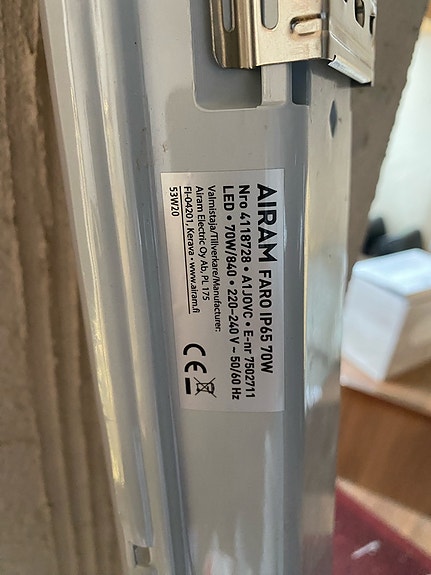 AIRAM FARO IP65 70W
Nro 4118728 • A1JOVC • E-nr 7502711
LED • 70W/840 • 220-240 V ~ 50/60 Hz
Valmistaja/Tillverkare/Manufacturer:
Airam Electric Oy Ab, PL 175
FI-04201, Kerava • www.airam.fi
53W20
CE